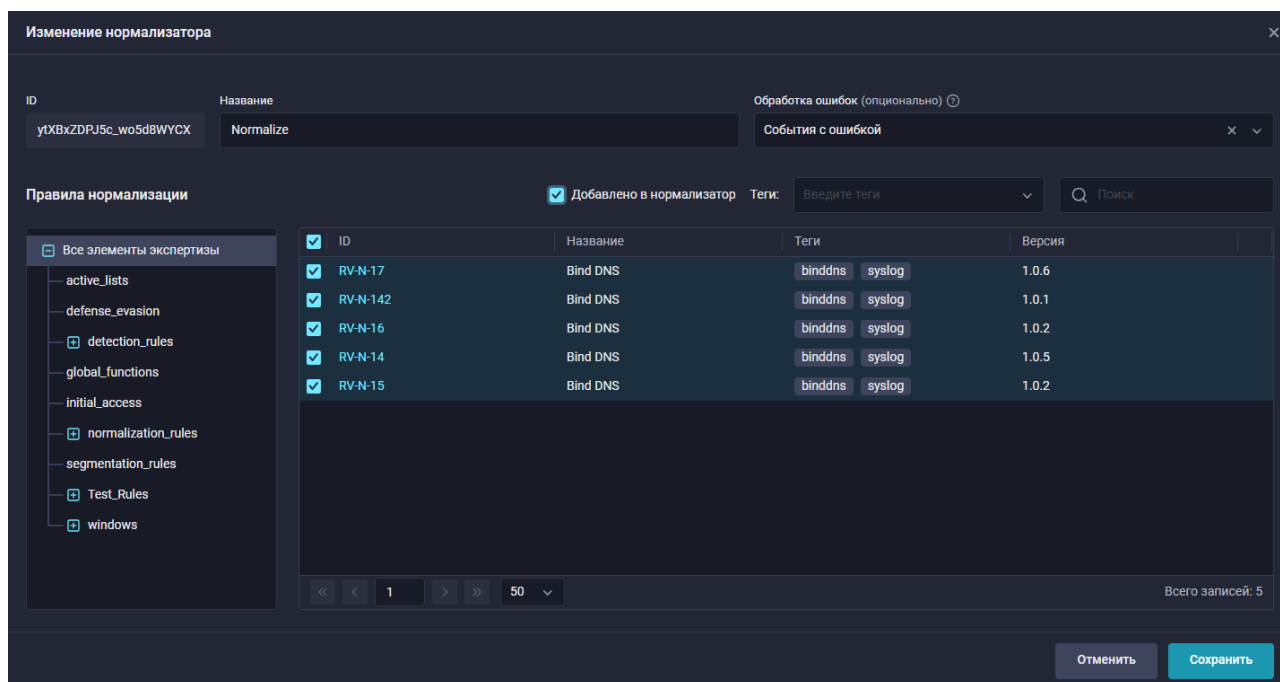 Изменение нормализатора
ID
Название
Обработка ошибок (опционально) ?
ytXBxZDPJ5c_wo5d8WYCX
Normalize
События с ошибкой
Правила нормализации
Добавлено в нормализатор
Теги:
Введите теги
Поиск
Все элементы экспертизы
active_lists
defense_evasion
detection_rules
global_functions
initial_access
normalization_rules
segmentation_rules
Test_Rules
windows
ID Название Теги Версия
RV-N-17 Bind DNS binddns syslog 1.0.6
RV-N-142 Bind DNS binddns syslog 1.0.1
RV-N-16 Bind DNS binddns syslog 1.0.2
RV-N-14 Bind DNS binddns syslog 1.0.5
RV-N-15 Bind DNS binddns syslog 1.0.2
1 50 Всего записей: 5
Отменить Сохранить